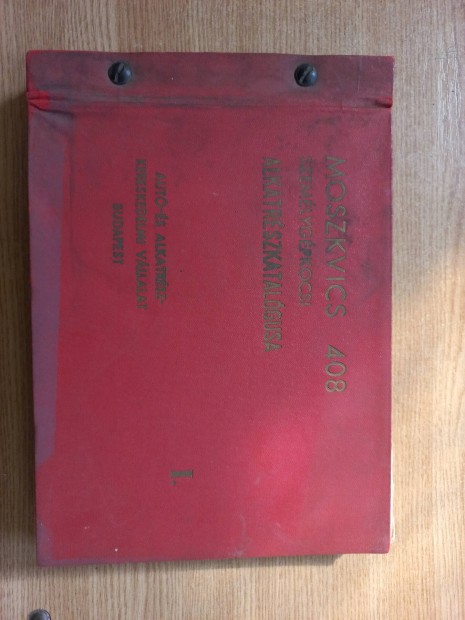 MOSZKVICS 408
SZEMÉLYGÉPKOCSI
ALKATRÉSZKATALÓGUSA
I.
AUTÓ- ÉS ALKATRÉSZ
KERESKEDELMI VÁLLALAT
BUDAPEST